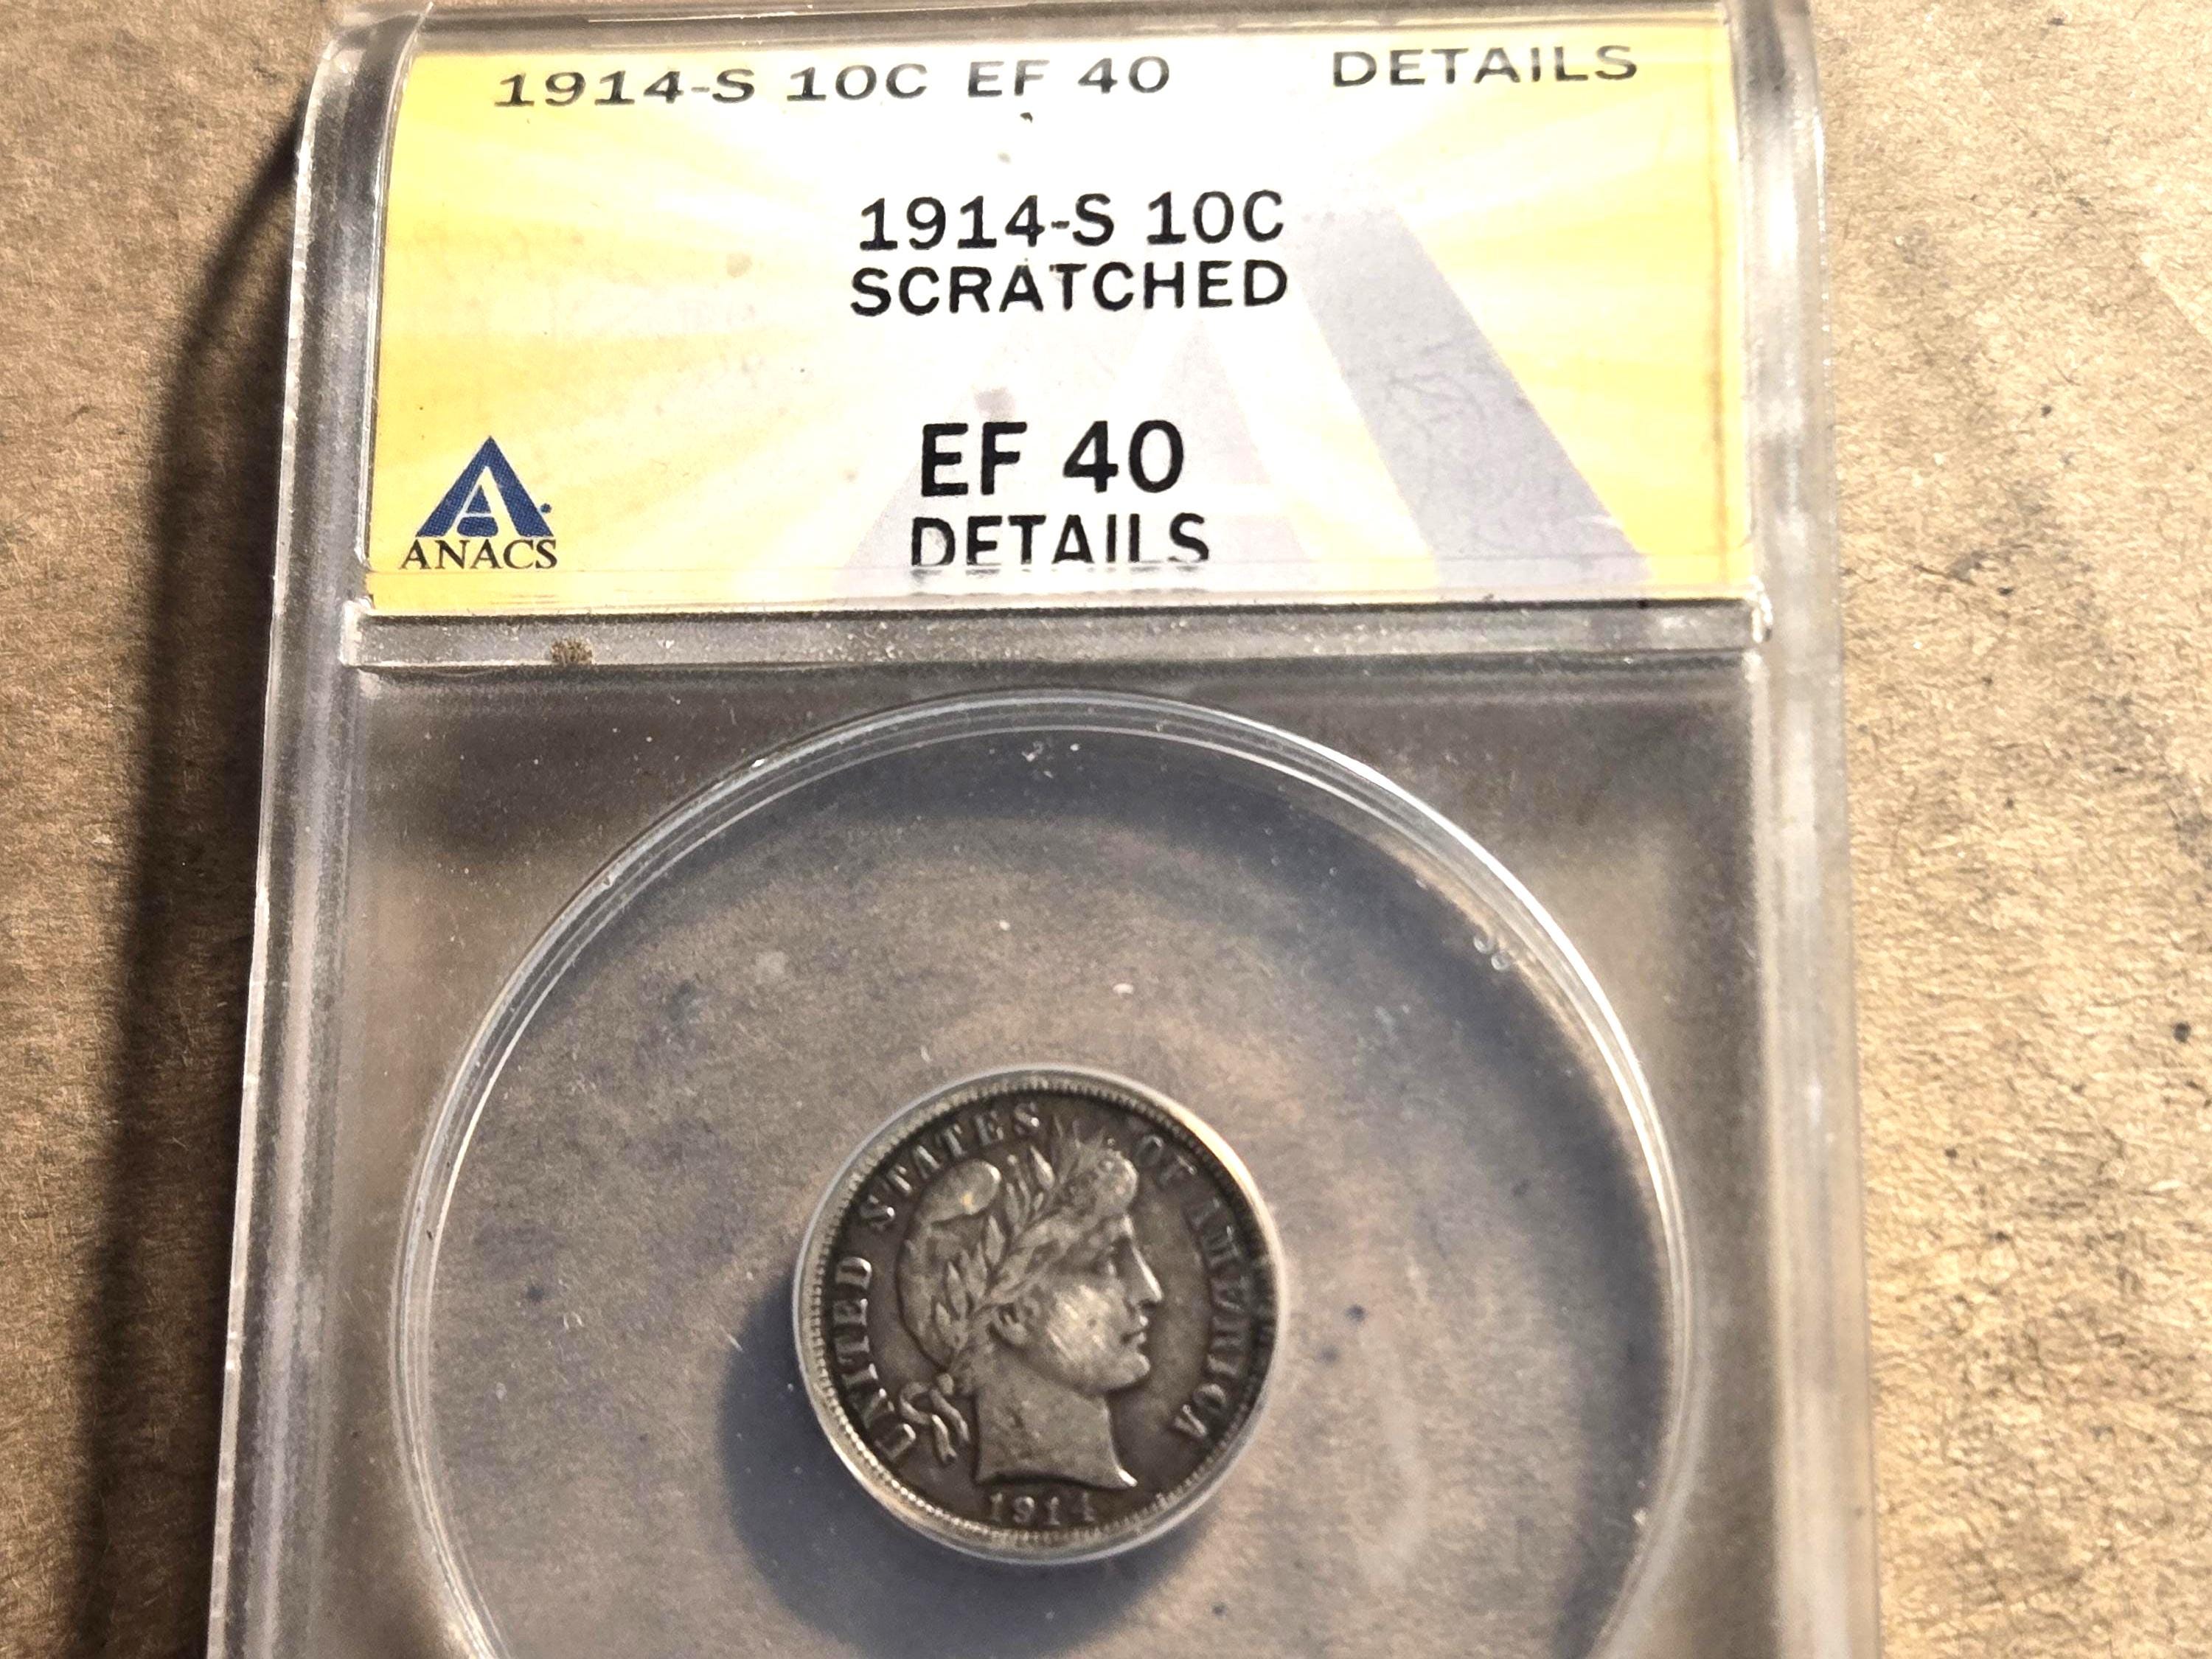 1914-S 10C EF 40 DETAILS
1914-S 10C
SCRATCHED
EF 40
DETAILS
ANACS
UNITED STATES OF AMERICA
1914